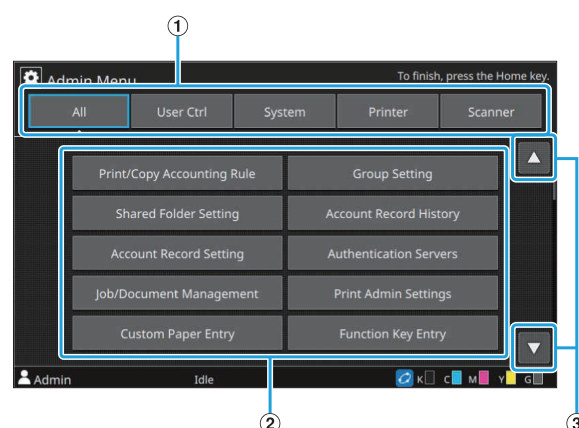 ①
Admin Menu
To finish, press the Home key.
All User Ctrl System Printer Scanner
Print/Copy Accounting Rule Group Setting
Shared Folder Setting Account Record History
Account Record Setting Authentication Servers
Job/Document Management Print Admin Settings
Custom Paper Entry Function Key Entry
Admin Idle K C M Y G
② ③